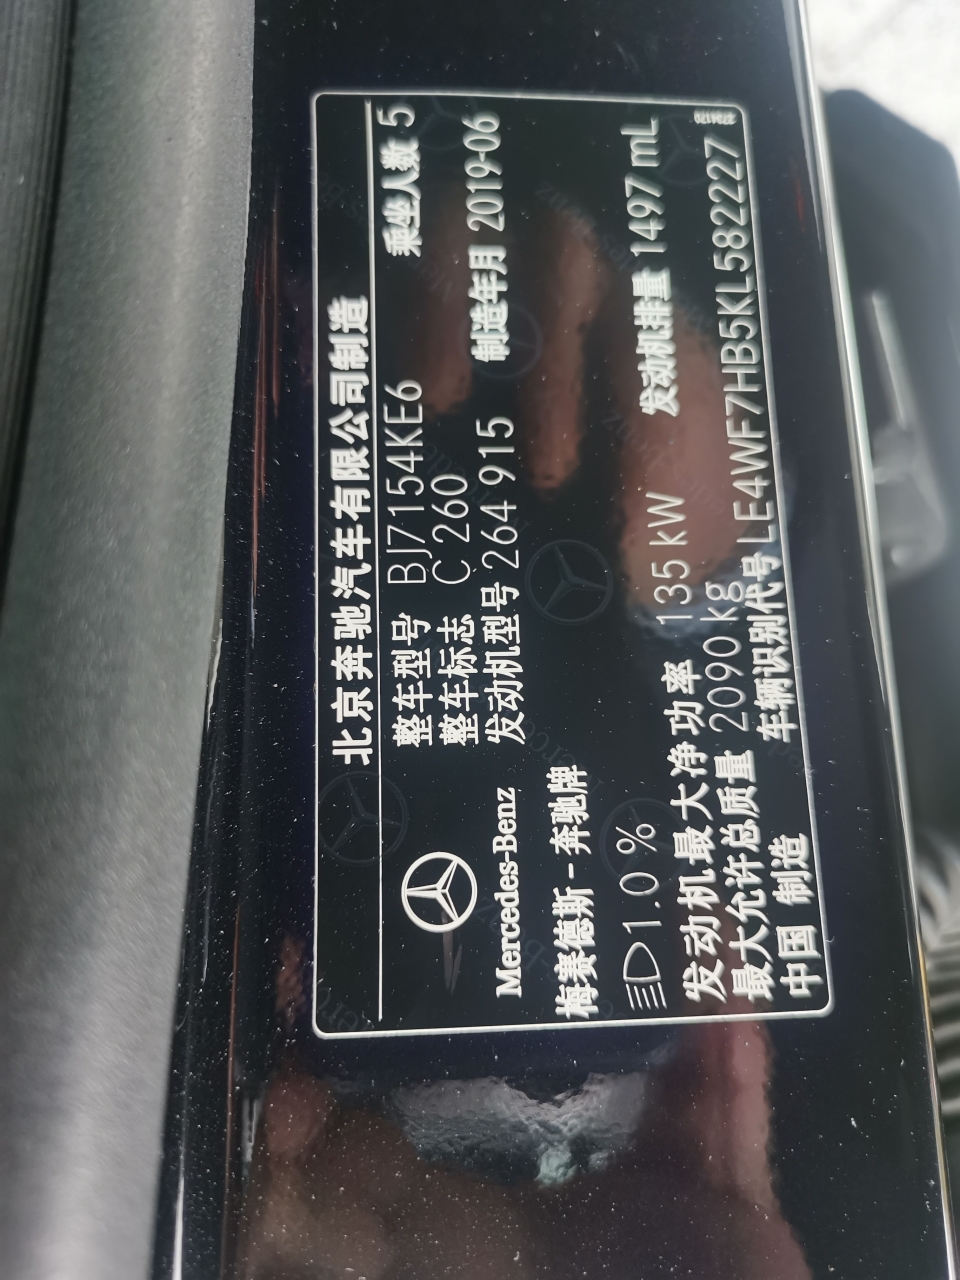 北京奔驰汽车有限公司制造
整车型号 BJ7154KE6 乘坐人数 5
整车标志 C 260
发动机型号 264 915 制造年月 2019-06
Mercedes-Benz
梅赛德斯-奔驰牌
1.0 %
发动机最大净功率 135 kW 发动机排量 1497 mL
最大允许总质量 2090 kg
中国 制造 车辆识别代号 LE4WF7HB5KL582227